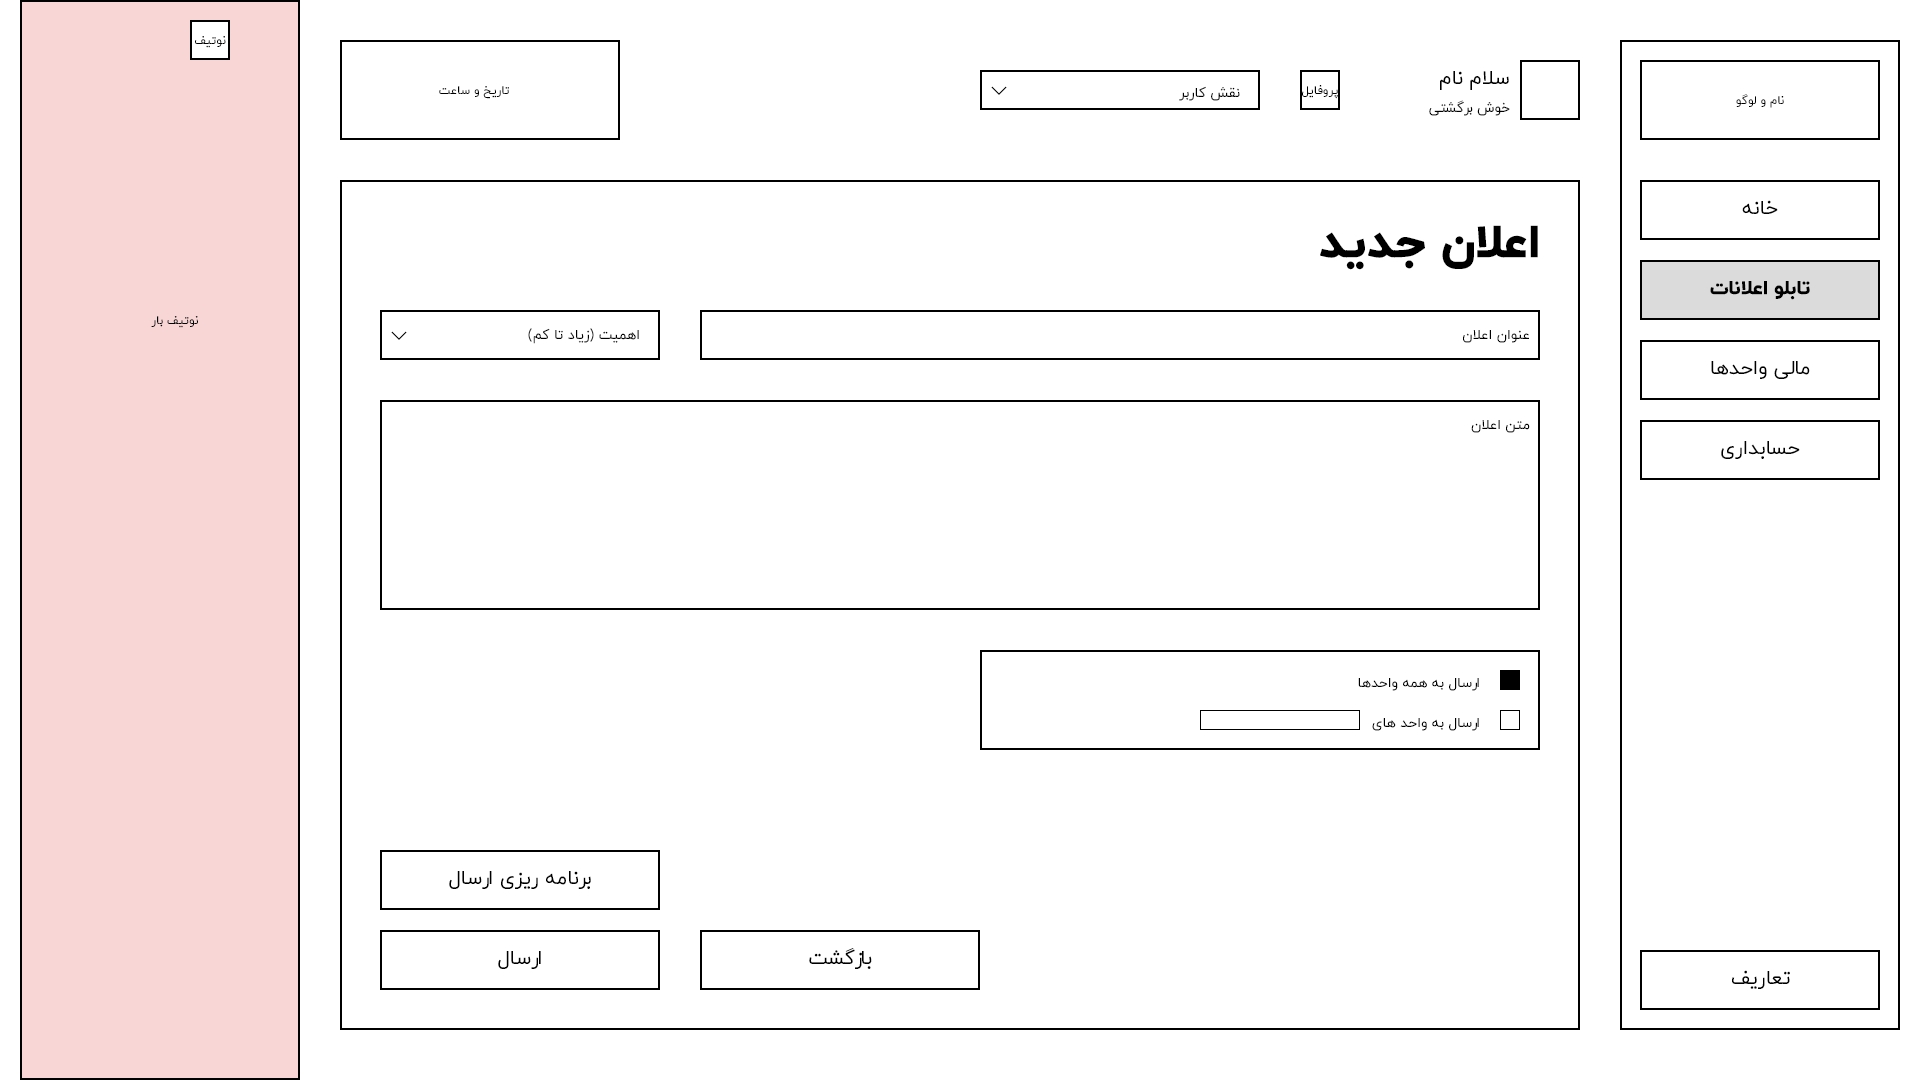 نام و لوگو
خانه
تابلو اعلانات
مالی واحدها
حسابداری
تعاریف
سلام نام
خوش برگشتی
پروفایل
نقش کاربر
تاریخ و ساعت
اعلان جدید
عنوان اعلان
اهمیت (زیاد تا کم)
متن اعلان
ارسال به همه واحدها
ارسال به واحد های
برنامه ریزی ارسال
بازگشت
ارسال
نوتیف
نوتیف بار